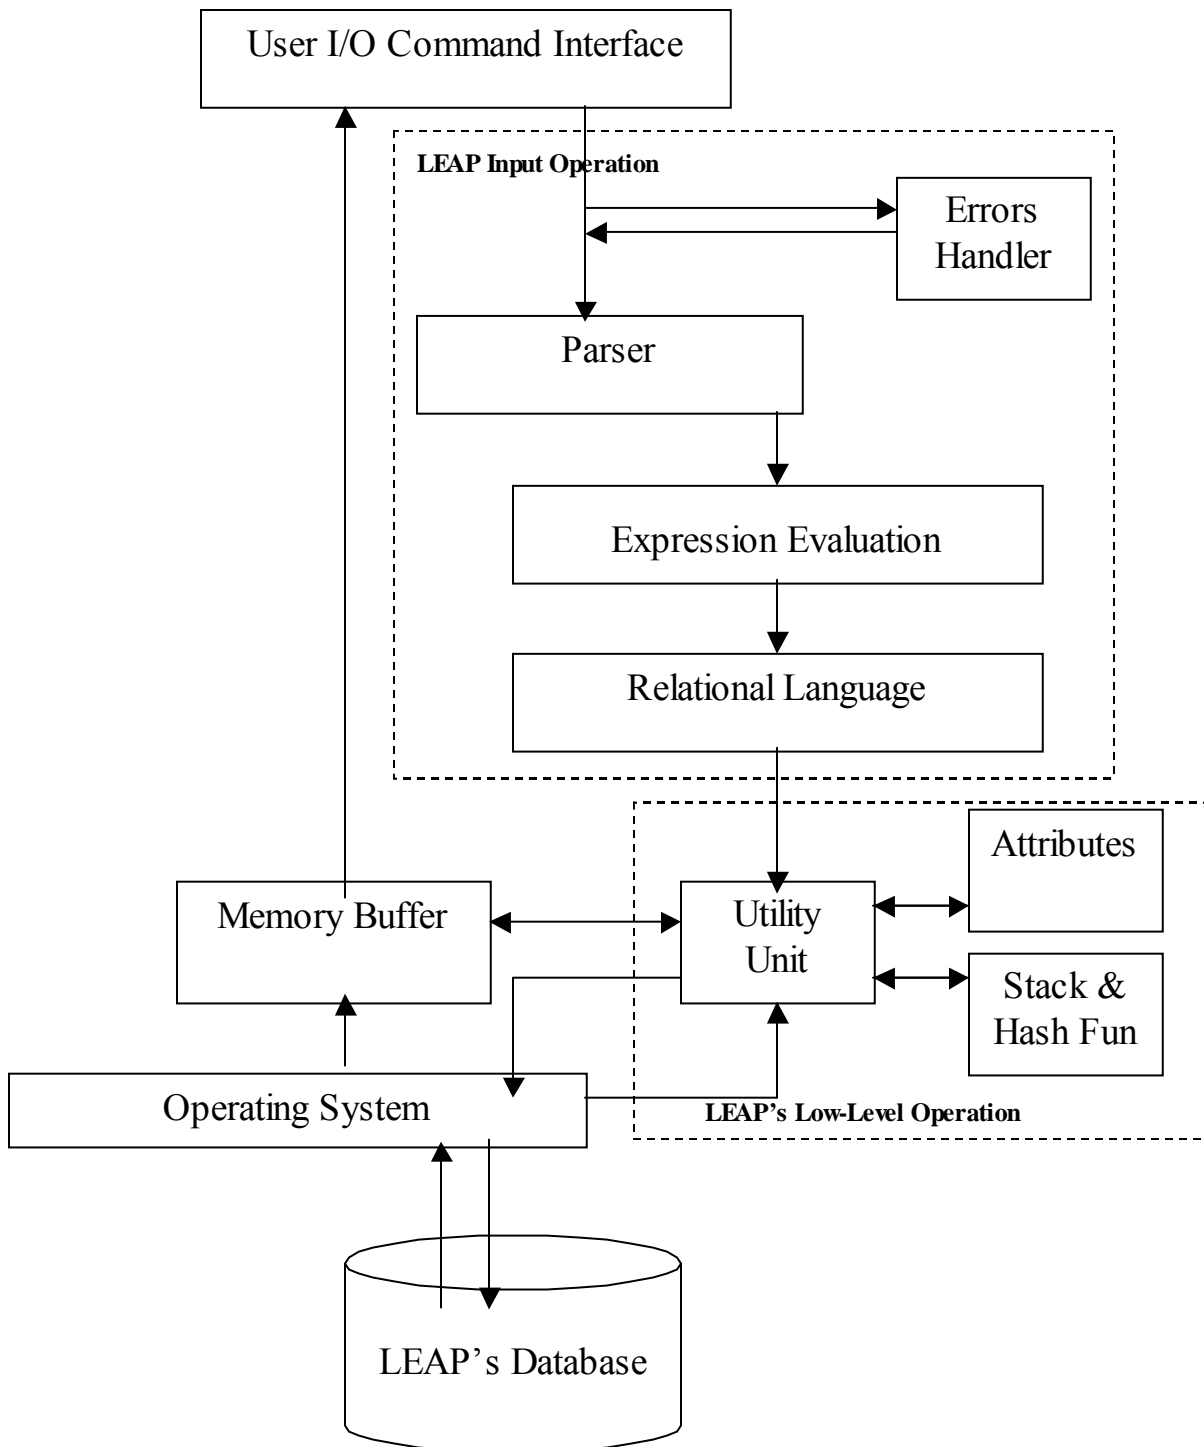 User I/O Command Interface
LEAP Input Operation
Errors
Handler
Parser
Expression Evaluation
Relational Language
Attributes
Memory Buffer
Utility
Unit
Stack &
Hash Fun
Operating System
LEAP’s Low-Level Operation
LEAP’s Database